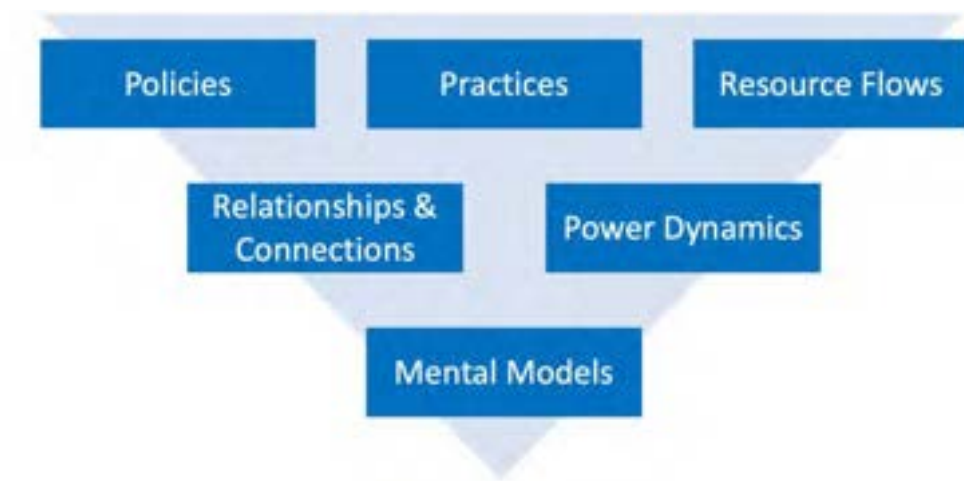 Policies
Practices
Resource Flows
Relationships &
Connections
Power Dynamics
Mental Models